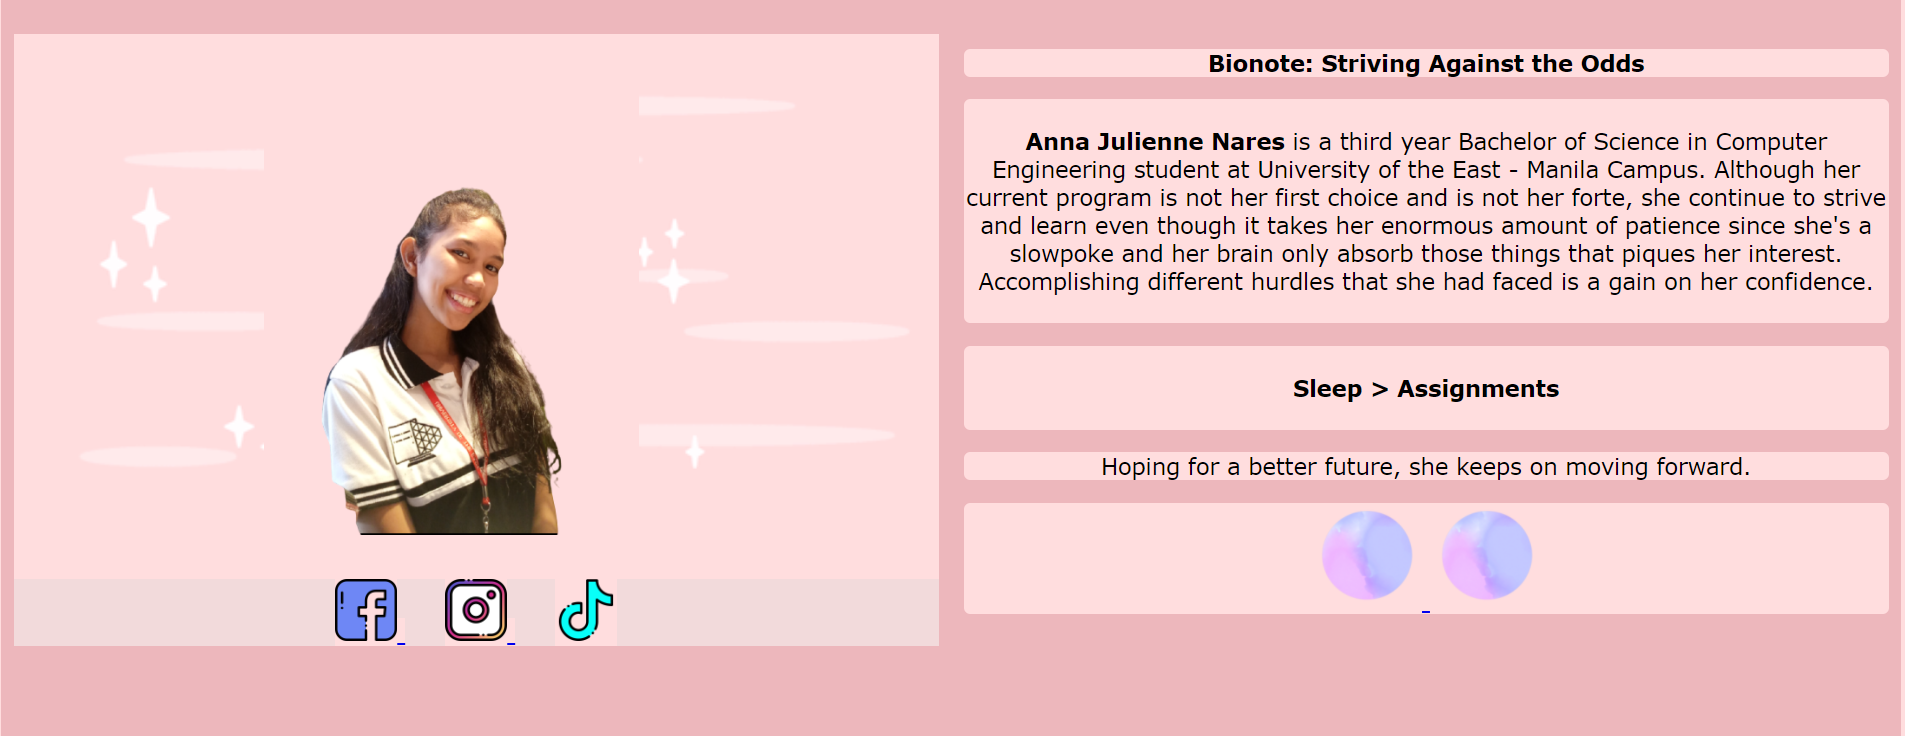 Bionote: Striving Against the Odds
Anna Julienne Nares is a third year Bachelor of Science in Computer
Engineering student at University of the East - Manila Campus. Although her
current program is not her first choice and is not her forte, she continue to strive
and learn even though it takes her enormous amount of patience since she's a
slowpoke and her brain only absorb those things that piques her interest.
Accomplishing different hurdles that she had faced is a gain on her confidence.
Sleep > Assignments
Hoping for a better future, she keeps on moving forward.